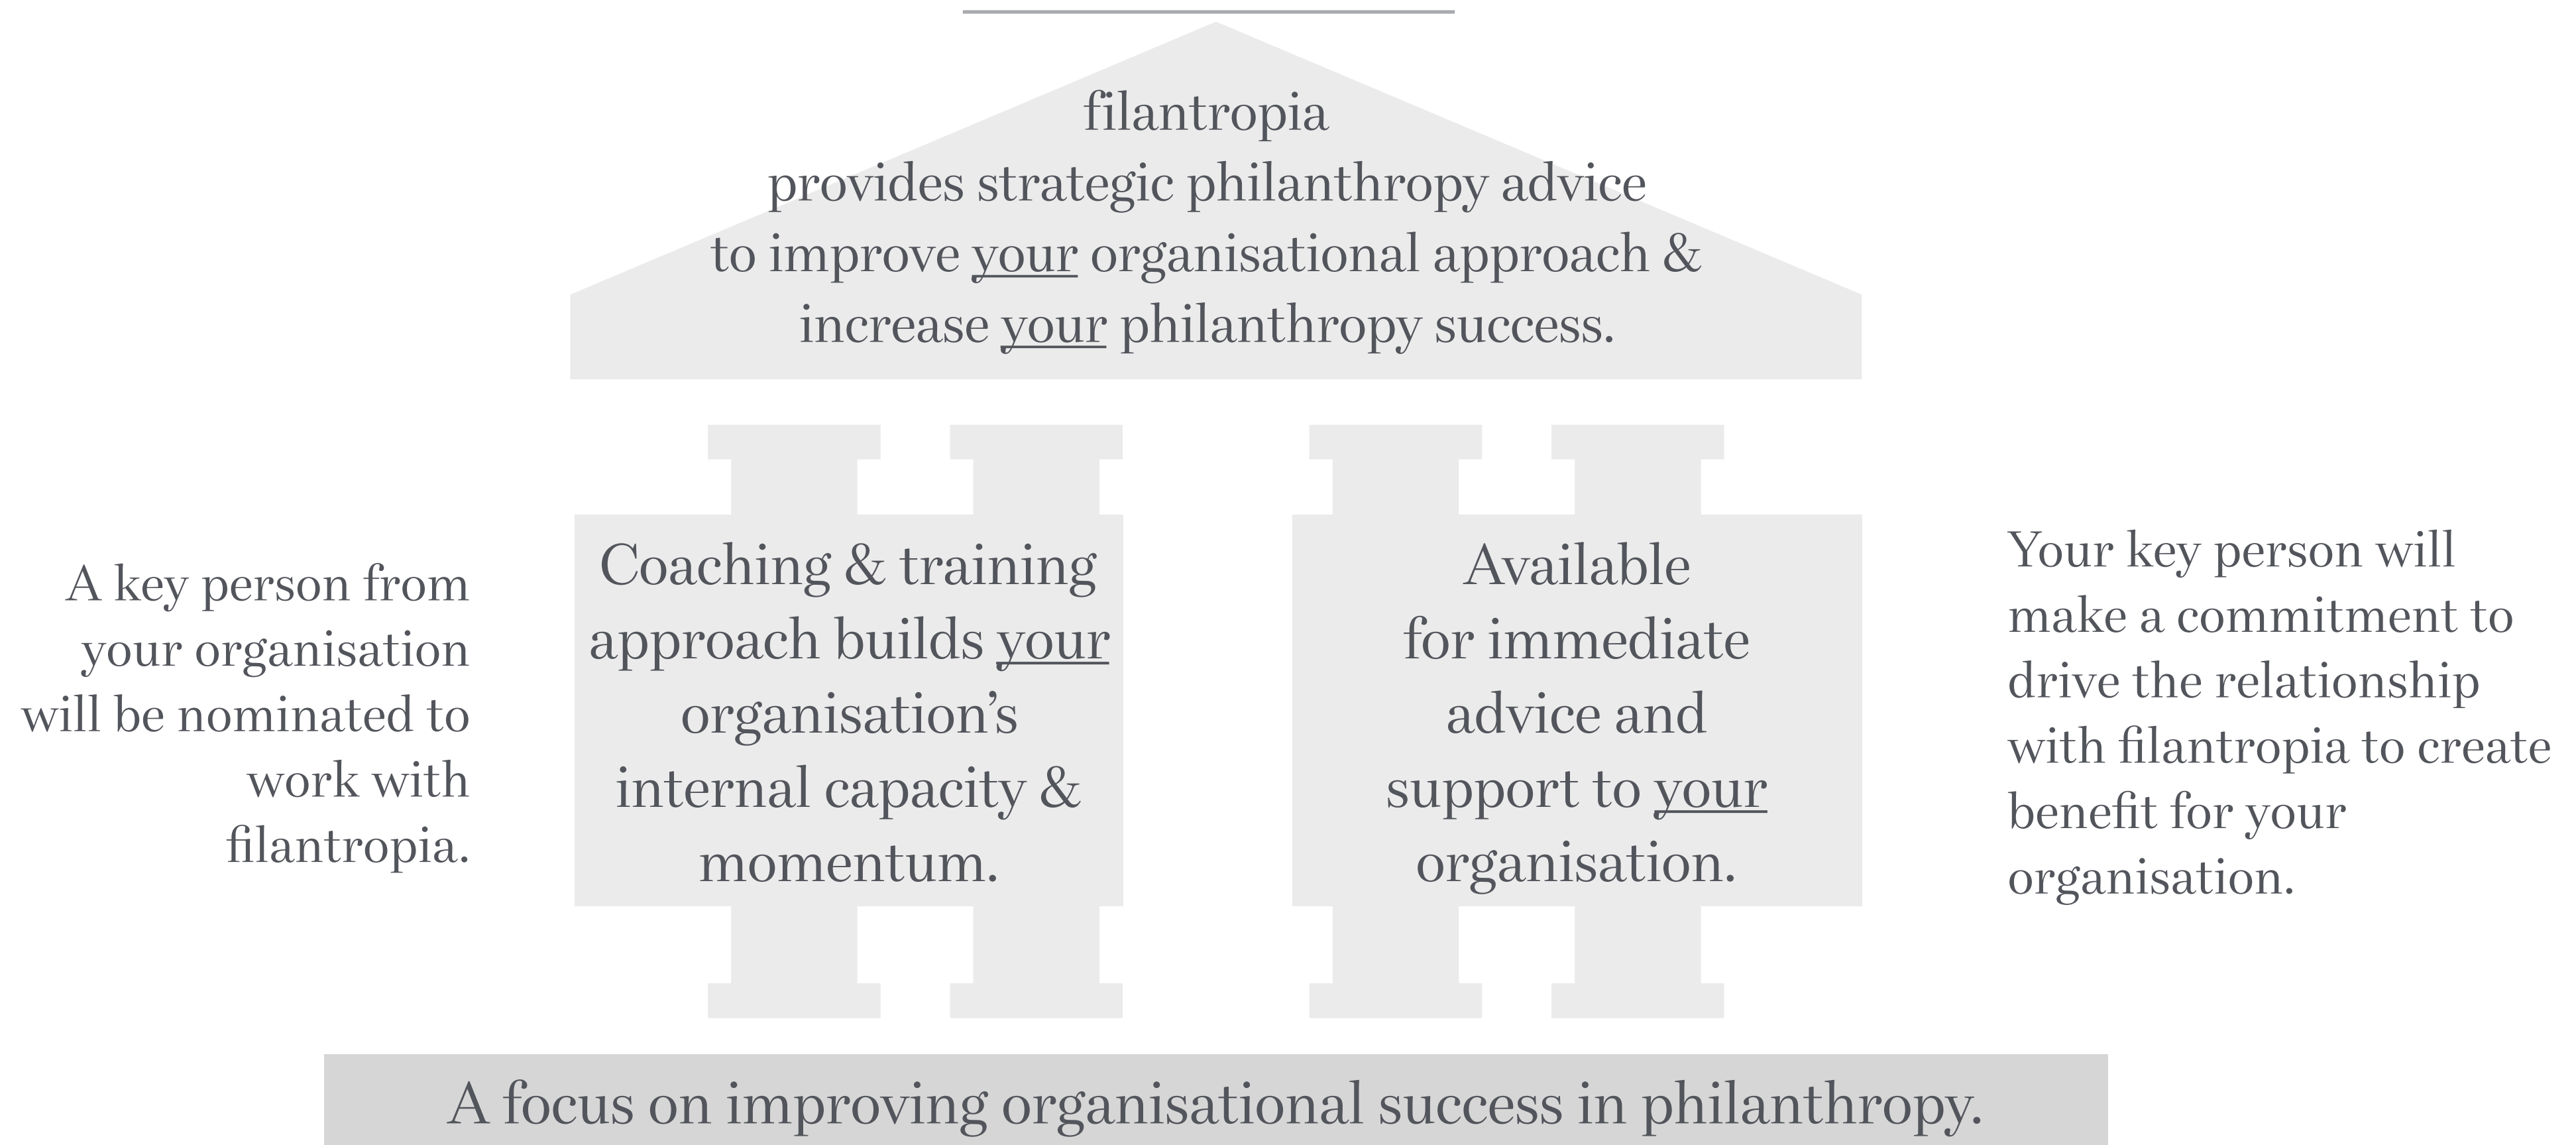 filantropia
provides strategic philanthropy advice
to improve your organisational approach &
increase your philanthropy success.
A key person from
your organisation
will be nominated to
work with
filantropia.
Coaching & training
approach builds your
organisation’s
internal capacity &
momentum.
Available
for immediate
advice and
support to your
organisation.
Your key person will
make a commitment to
drive the relationship
with filantropia to create
benefit for your
organisation.
A focus on improving organisational success in philanthropy.